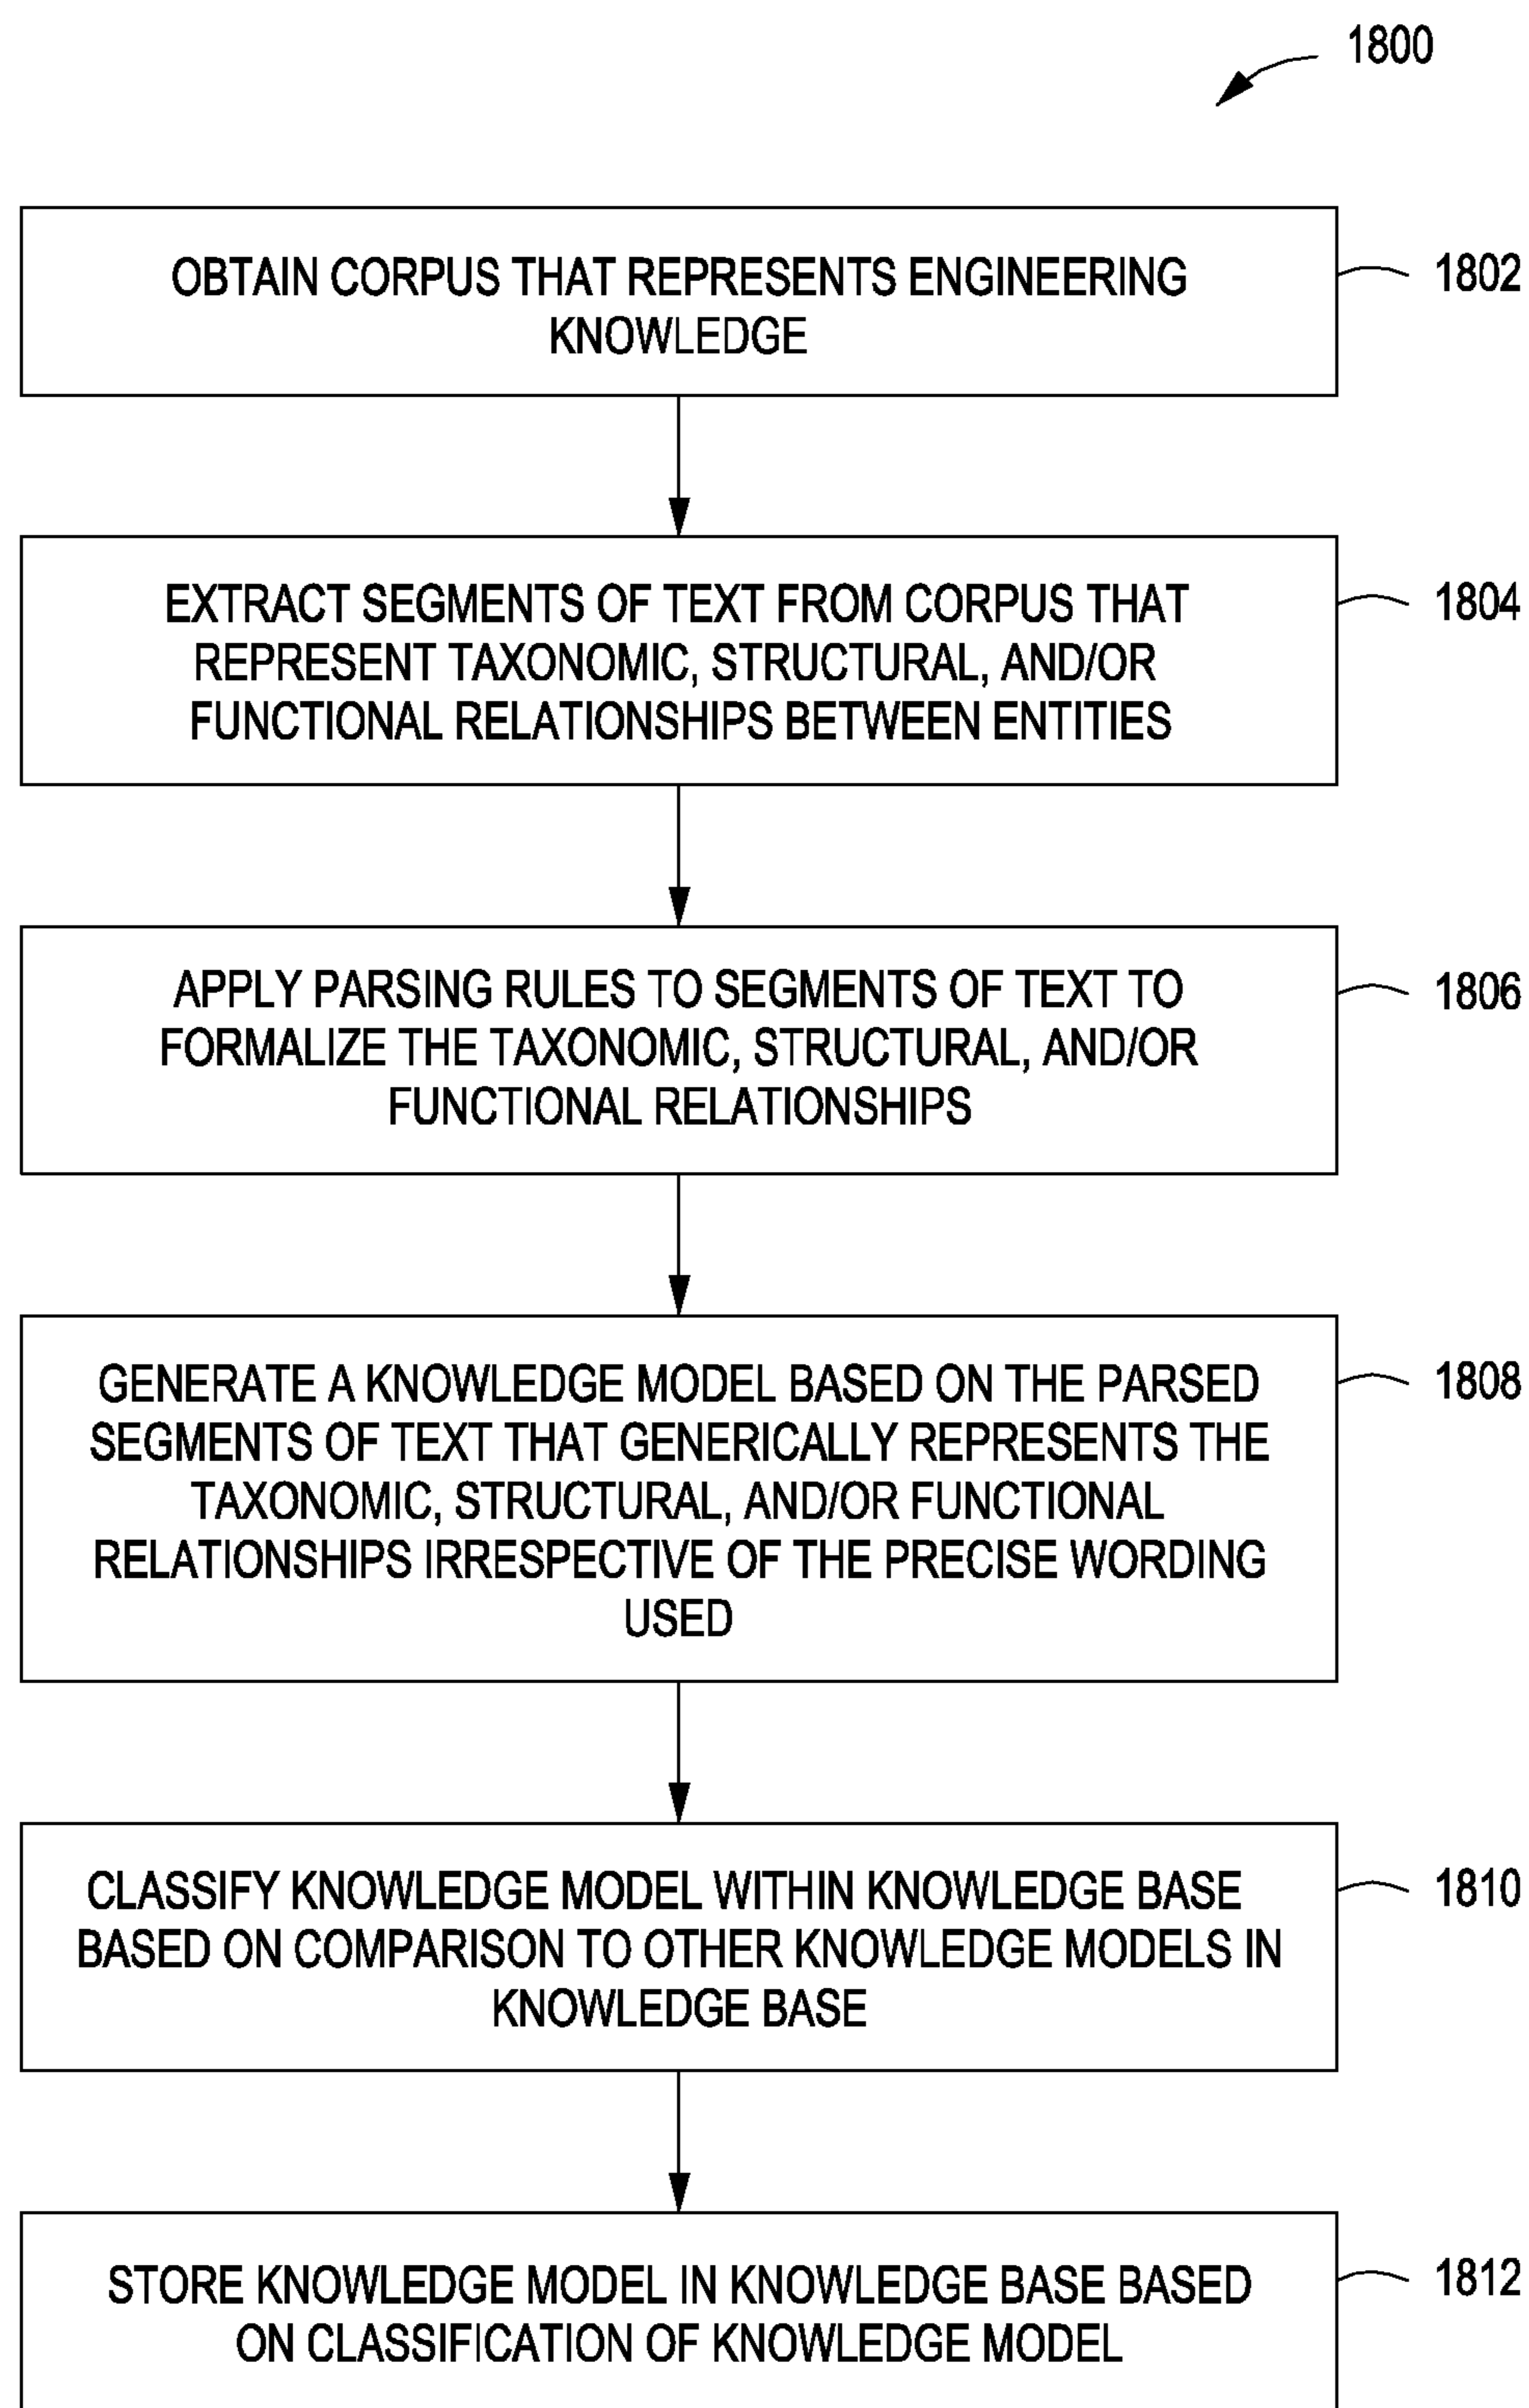 1800
OBTAIN CORPUS THAT REPRESENTS ENGINEERING
KNOWLEDGE
1802
EXTRACT SEGMENTS OF TEXT FROM CORPUS THAT
REPRESENT TAXONOMIC, STRUCTURAL, AND/OR
FUNCTIONAL RELATIONSHIPS BETWEEN ENTITIES
1804
APPLY PARSING RULES TO SEGMENTS OF TEXT TO
FORMALIZE THE TAXONOMIC, STRUCTURAL, AND/OR
FUNCTIONAL RELATIONSHIPS
1806
GENERATE A KNOWLEDGE MODEL BASED ON THE PARSED
SEGMENTS OF TEXT THAT GENERICALLY REPRESENTS THE
TAXONOMIC, STRUCTURAL, AND/OR FUNCTIONAL
RELATIONSHIPS IRRESPECTIVE OF THE PRECISE WORDING
USED
1808
CLASSIFY KNOWLEDGE MODEL WITHIN KNOWLEDGE BASE
BASED ON COMPARISON TO OTHER KNOWLEDGE MODELS IN
KNOWLEDGE BASE
1810
STORE KNOWLEDGE MODEL IN KNOWLEDGE BASE BASED
ON CLASSIFICATION OF KNOWLEDGE MODEL
1812